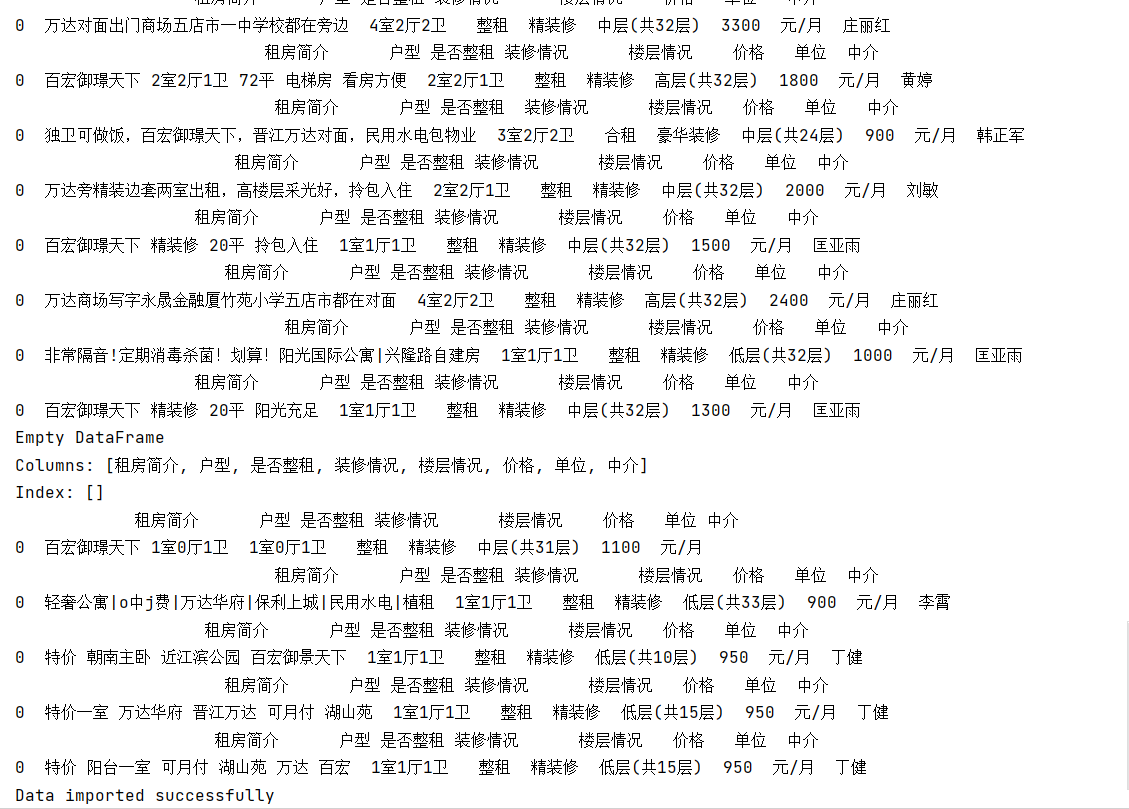 0 万达对面出门商场五店市一中学校都在旁边 4室2厅2卫 整租 精装修 中层(共32层) 3300 元/月 庄丽红
租房简介 户型 是否整租 装修情况 楼层情况 价格 单位 中介
0 百宏御璟天下 2室2厅1卫 72平 电梯房 看房方便 2室2厅1卫 整租 精装修 高层(共32层) 1800 元/月 黄婷
租房简介 户型 是否整租 装修情况 楼层情况 价格 单位 中介
0 独卫可做饭，百宏御璟天下，晋江万达对面，民用水电包物业 3室2厅2卫 合租 豪华装修 中层(共24层) 900 元/月 韩正军
租房简介 户型 是否整租 装修情况 楼层情况 价格 单位 中介
0 万达旁精装边套两室出租，高楼层采光好，拎包入住 2室2厅1卫 整租 精装修 中层(共32层) 2000 元/月 刘敏
租房简介 户型 是否整租 装修情况 楼层情况 价格 单位 中介
0 百宏御璟天下 精装修 20平 拎包入住 1室1厅1卫 整租 精装修 中层(共32层) 1500 元/月 匡亚雨
租房简介 户型 是否整租 装修情况 楼层情况 价格 单位 中介
0 万达商场写字永晟金融厦竹苑小学五店市都在对面 4室2厅2卫 整租 精装修 高层(共32层) 2400 元/月 庄丽红
租房简介 户型 是否整租 装修情况 楼层情况 价格 单位 中介
0 非常隔音!定期消毒杀菌! 划算! 阳光国际公寓|兴隆路自建房 1室1厅1卫 整租 精装修 低层(共32层) 1000 元/月 匡亚雨
租房简介 户型 是否整租 装修情况 楼层情况 价格 单位 中介
0 百宏御璟天下 精装修 20平 阳光充足 1室1厅1卫 整租 精装修 中层(共32层) 1300 元/月 匡亚雨
Empty DataFrame
Columns: [租房简介, 户型, 是否整租, 装修情况, 楼层情况, 价格, 单位, 中介]
Index: []
租房简介 户型 是否整租 装修情况 楼层情况 价格 单位 中介
0 百宏御璟天下 1室0厅1卫 1室0厅1卫 整租 精装修 中层(共31层) 1100 元/月
租房简介 户型 是否整租 装修情况 楼层情况 价格 单位 中介
0 轻奢公寓|o中j费|万达华府|保利上城|民用水电|植租 1室1厅1卫 整租 精装修 低层(共33层) 900 元/月 李霄
租房简介 户型 是否整租 装修情况 楼层情况 价格 单位 中介
0 特价 朝南主卧 近江滨公园 百宏御景天下 1室1厅1卫 整租 精装修 低层(共10层) 950 元/月 丁健
租房简介 户型 是否整租 装修情况 楼层情况 价格 单位 中介
0 特价一室 万达华府 晋江万达 可月付 湖山苑 1室1厅1卫 整租 精装修 低层(共15层) 950 元/月 丁健
租房简介 户型 是否整租 装修情况 楼层情况 价格 单位 中介
0 特价 阳台一室 可月付 湖山苑 万达 百宏 1室1厅1卫 整租 精装修 低层(共15层) 950 元/月 丁健
Data imported successfully